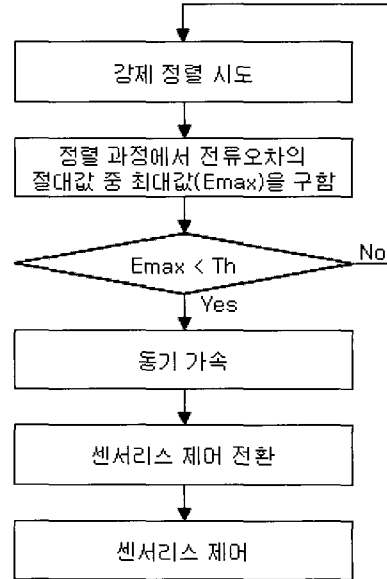 강제 정렬 시도
정렬 과정에서 전류오차의
절대값 중 최대값(Emax)을 구함
Emax < Th
No
Yes
동기 가속
센서리스 제어 전환
센서리스 제어